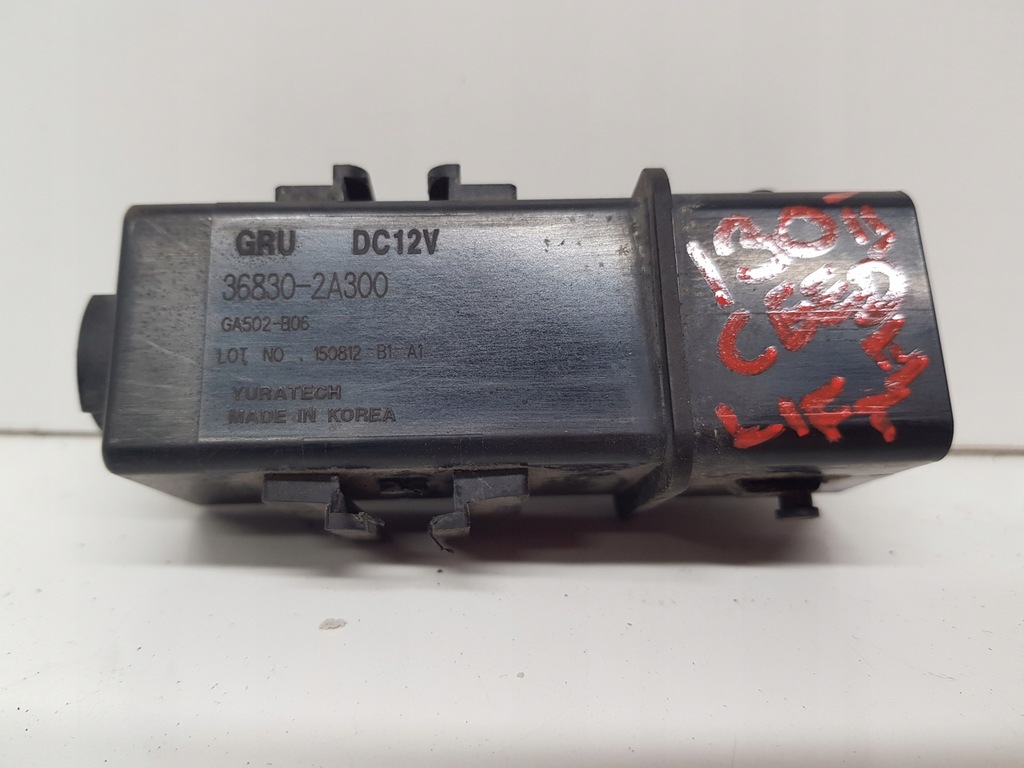 GRU DC12V
36830-2A300
GA502-B06
LOT NO . 150812 B1 A1
YURATECH
MADE IN KOREA